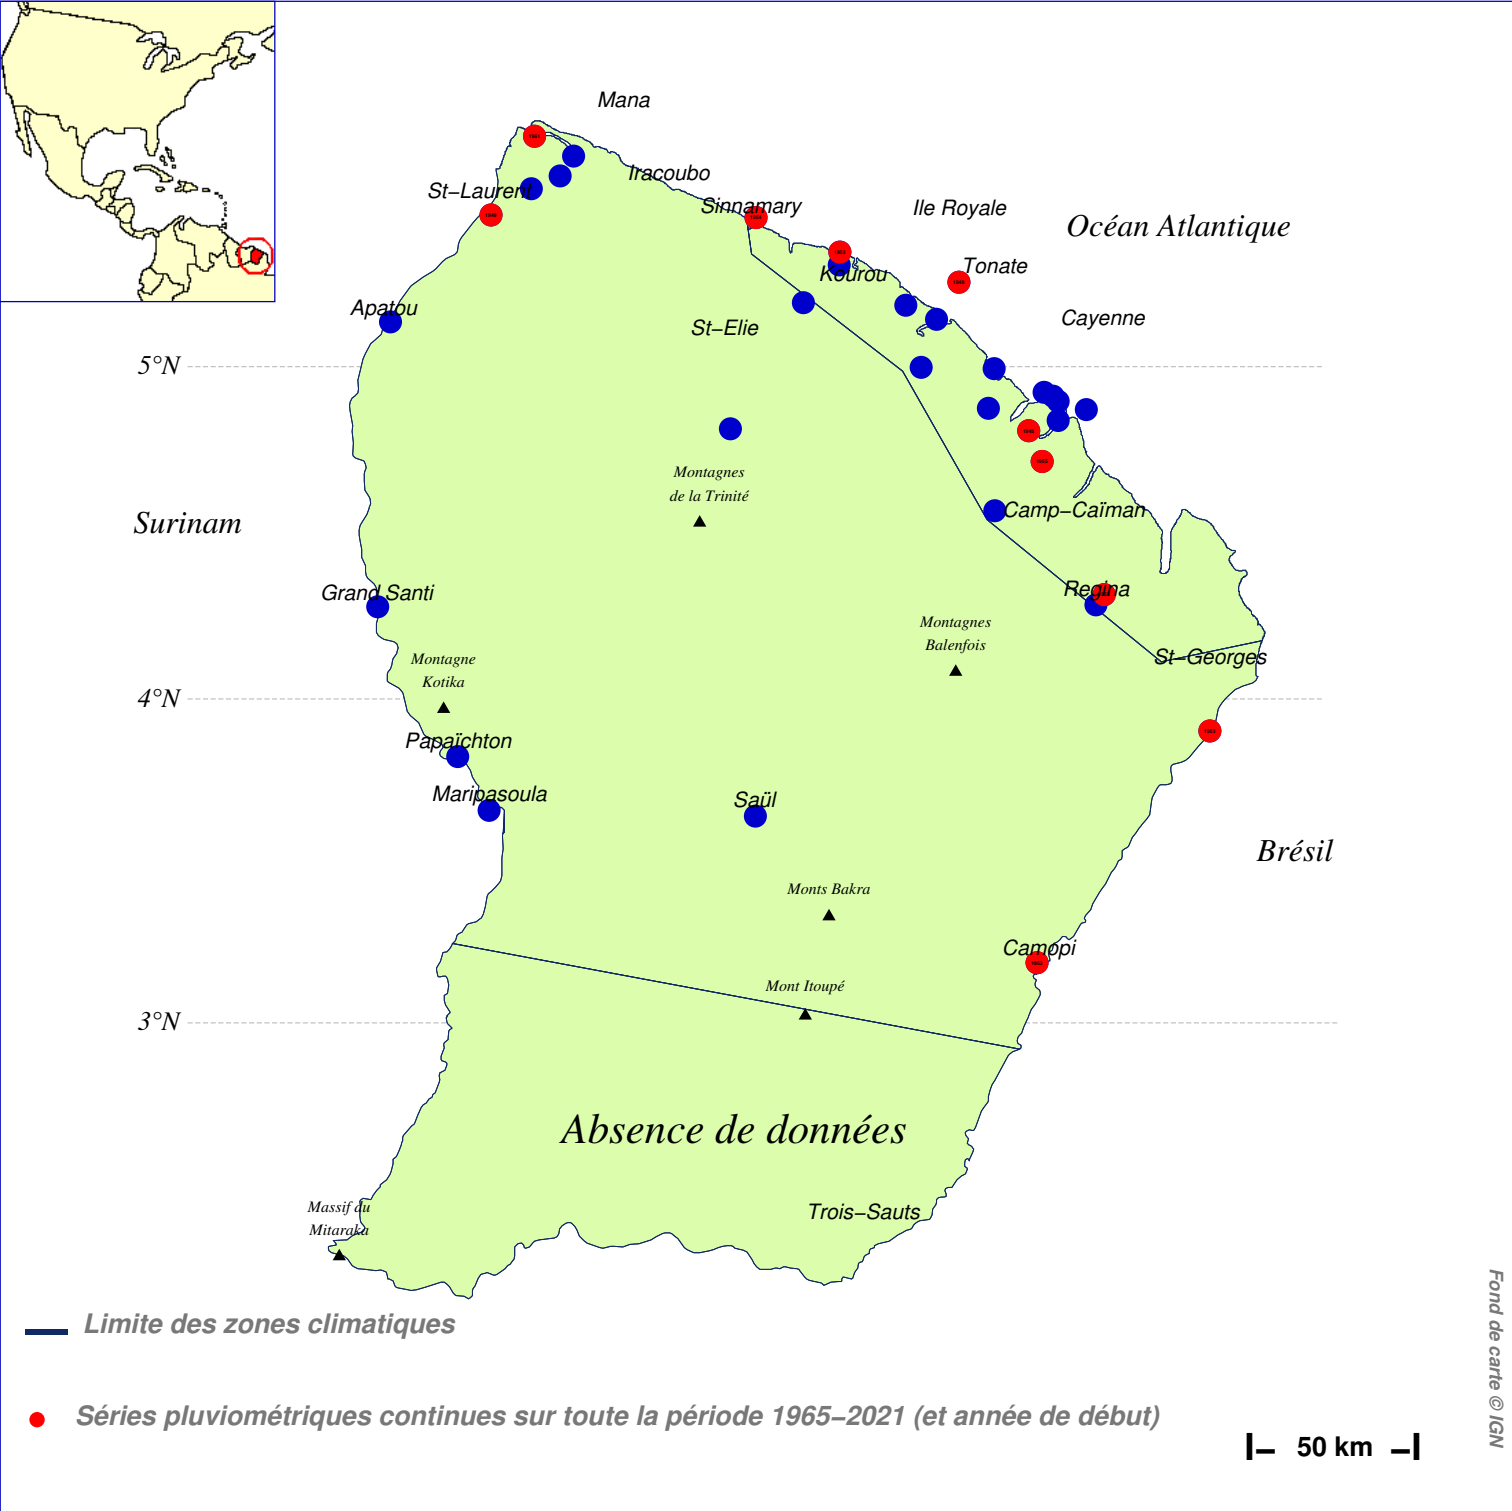 Mana
Iracoubo
St–Laurent
Sinnamary
Ile Royale
Océan Atlantique
Tonate
Kourou
Apatou
Cayenne
St–Elie
5°N
Montagnes
de la Trinité
Camp–Caïman
Surinam
Grand Santi
Regina
Montagnes
Balenfois
Montagne
Kotika
St–Georges
4°N
Papaïchton
Maripasoula
Saül
Brésil
Monts Bakra
Camopi
Mont Itoupé
3°N
Absence de données
Massif du
Mitaraka
Trois–Sauts
Limite des zones climatiques
Séries pluviométriques continues sur toute la période 1965–2021 (et année de début)
50 km
Fond de carte © IGN